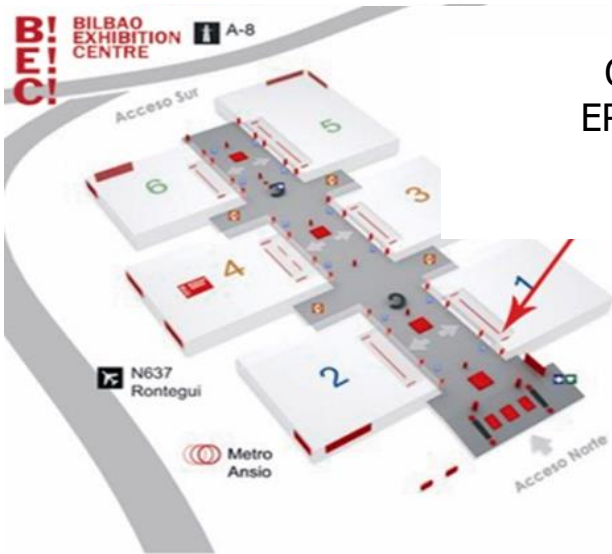 B!
E!
C!
BILBAO
EXHIBITION
CENTRE
A-8
Acceso Sur
5
6
3
4
1
2
N637
Rontegui
Metro
Ansio
Acceso Norte